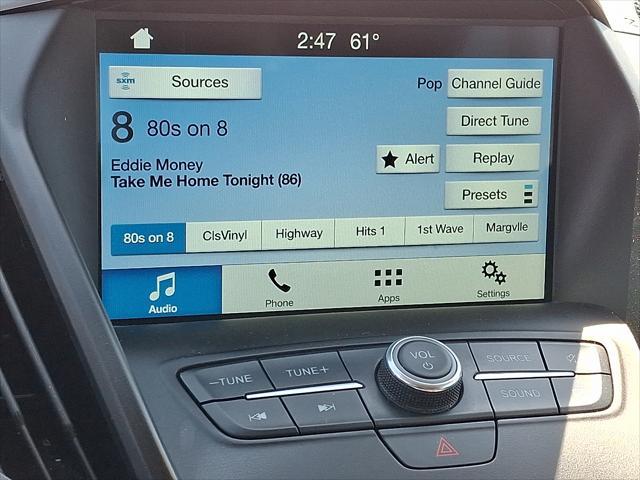 2:47 61°
sxm Sources
Pop Channel Guide
8 80s on 8
Direct Tune
Eddie Money
Alert
Replay
Take Me Home Tonight (86)
Presets
80s on 8 ClsVinyl Highway Hits 1 1st Wave Margvlle
Audio Phone Apps Settings
VOL
–TUNE TUNE+ SOURCE
SOUND